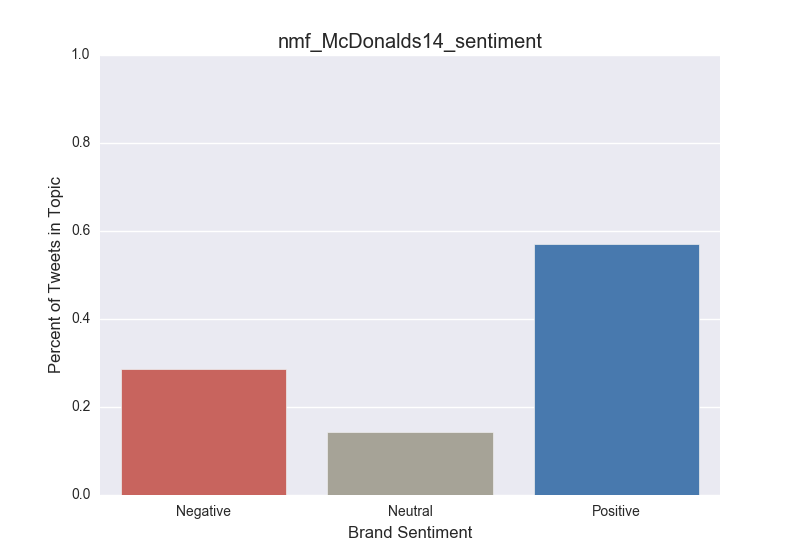 nmf_McDonalds14_sentiment
1.0
0.8
0.6
0.4
0.2
0.0
Percent of Tweets in Topic
Negative
Neutral
Positive
Brand Sentiment